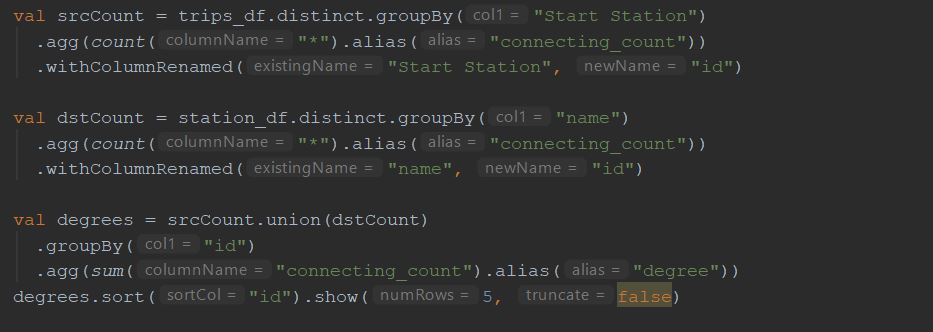 val srcCount = trips_df.distinct.groupBy( col1 = "Start Station")
.agg(count( columnName = "*").alias( alias = "connecting_count"))
.withColumnRenamed( existingName = "Start Station", newName = "id")
val dstCount = station_df.distinct.groupBy( col1 = "name")
.agg(count( columnName = "*").alias( alias = "connecting_count"))
.withColumnRenamed( existingName = "name", newName = "id")
val degrees = srcCount.union(dstCount)
.groupBy( col1 = "id")
.agg(sum( columnName = "connecting_count").alias( alias = "degree"))
degrees.sort( sortCol = "id").show( numRows = 5, truncate = false)